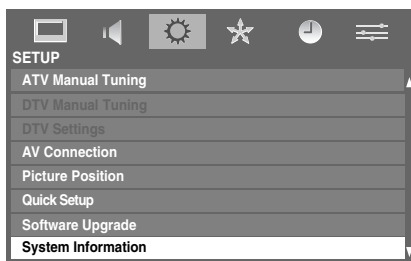 SETUP
ATV Manual Tuning
DTV Manual Tuning
DTV Settings
AV Connection
Picture Position
Quick Setup
Software Upgrade
System Information